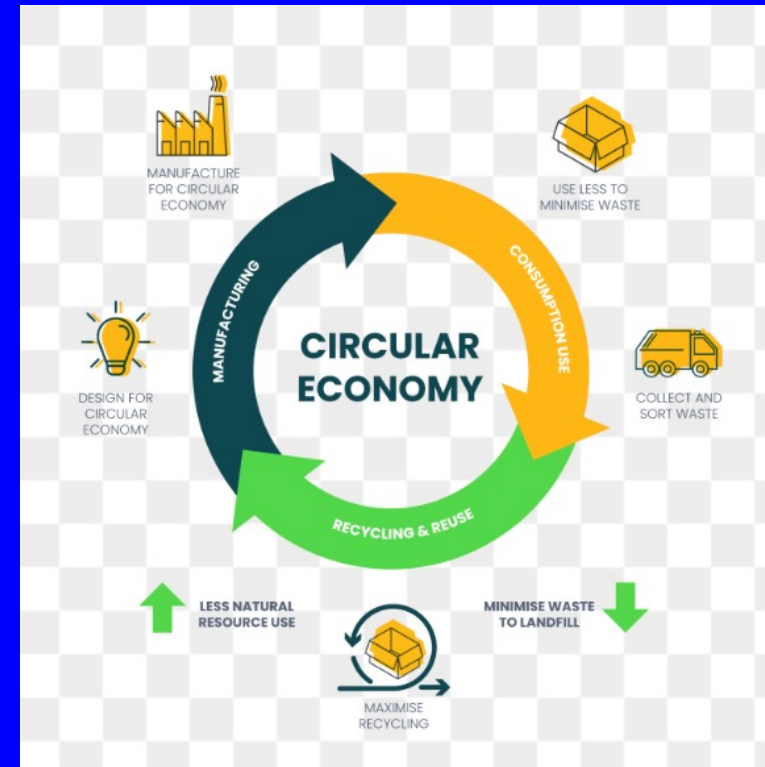 MANUFACTURE
FOR CIRCULAR
ECONOMY
USE LESS TO
MINIMISE WASTE
MANUFACTURING
CONSUMPTION USE
CIRCULAR
ECONOMY
DESIGN FOR
CIRCULAR
ECONOMY
COLLECT AND
SORT WASTE
RECYCLING & REUSE
LESS NATURAL
RESOURCE USE
MINIMISE WASTE
TO LANDFILL
MAXIMISE
RECYCLING